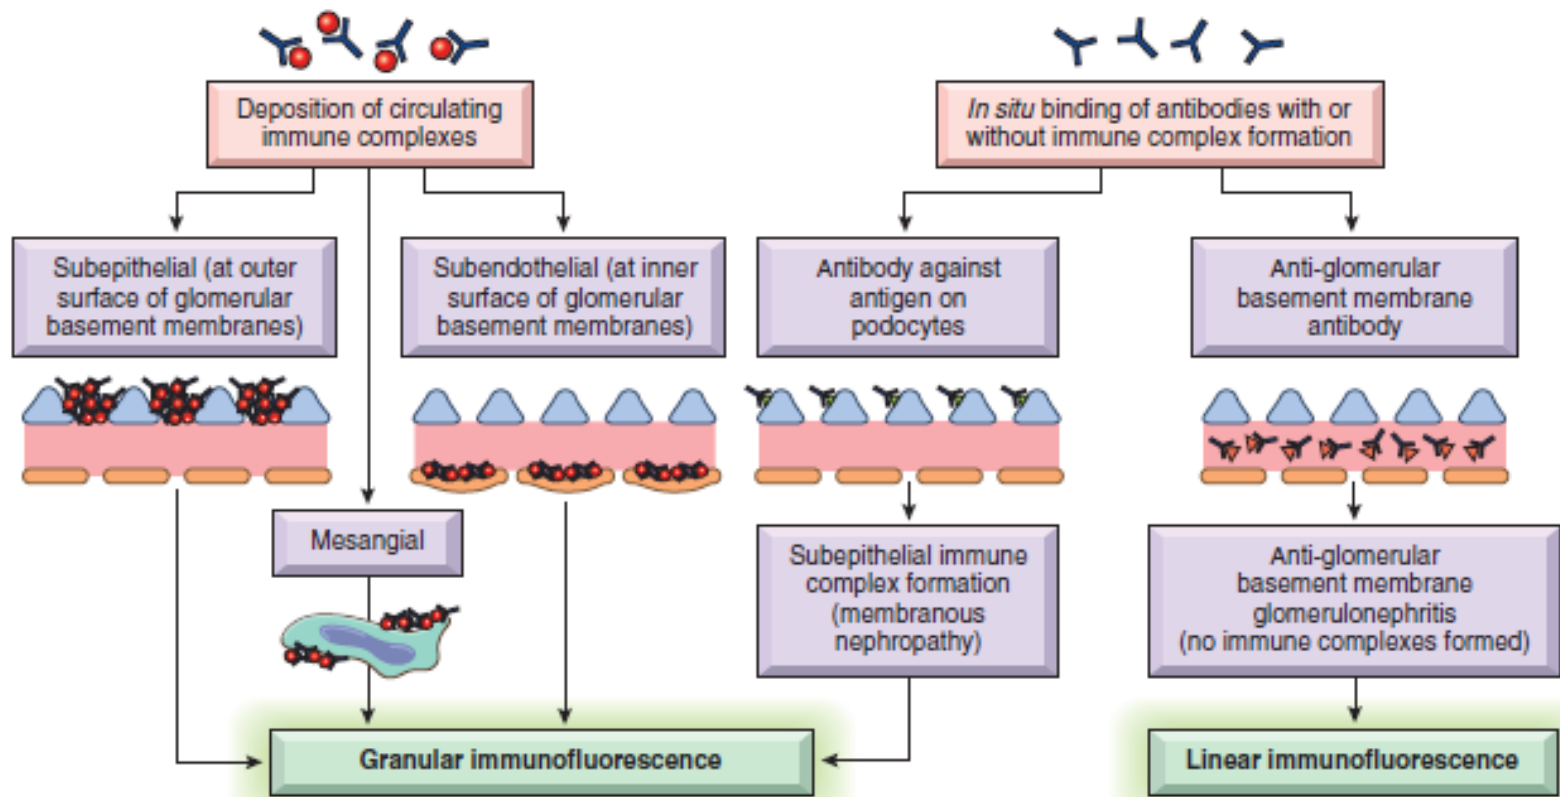 Deposition of circulating
immune complexes
In situ binding of antibodies with or
without immune complex formation
Subepithelial (at outer
surface of glomerular
basement membranes)
Subendothelial (at inner
surface of glomerular
basement membranes)
Antibody against
antigen on
podocytes
Anti-glomerular
basement membrane
antibody
Mesangial
Subepithelial immune
complex formation
(membranous
nephropathy)
Anti-glomerular
basement membrane
glomerulonephritis
(no immune complexes formed)
Granular immunofluorescence
Linear immunofluorescence